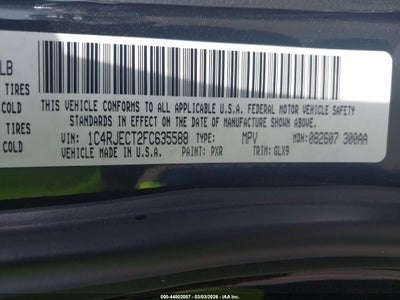 LB
TIRES
COLD
TIRES
COLD
THIS VEHICLE CONFORMS TO ALL APPLICABLE U.S.A. FEDERAL MOTOR VEHICLE SAFETY
STANDARDS IN EFFECT ON THE DATE OF MANUFACTURE SHOWN ABOVE.
VIN: 1C4RJECT2FC635588 TYPE: MPV MDH:082607 300AA
VEHICLE MADE IN U.S.A. PAINT: PXR TRIM: GLX9
000-44502087 - 03/03/2026 - IAA, Inc.